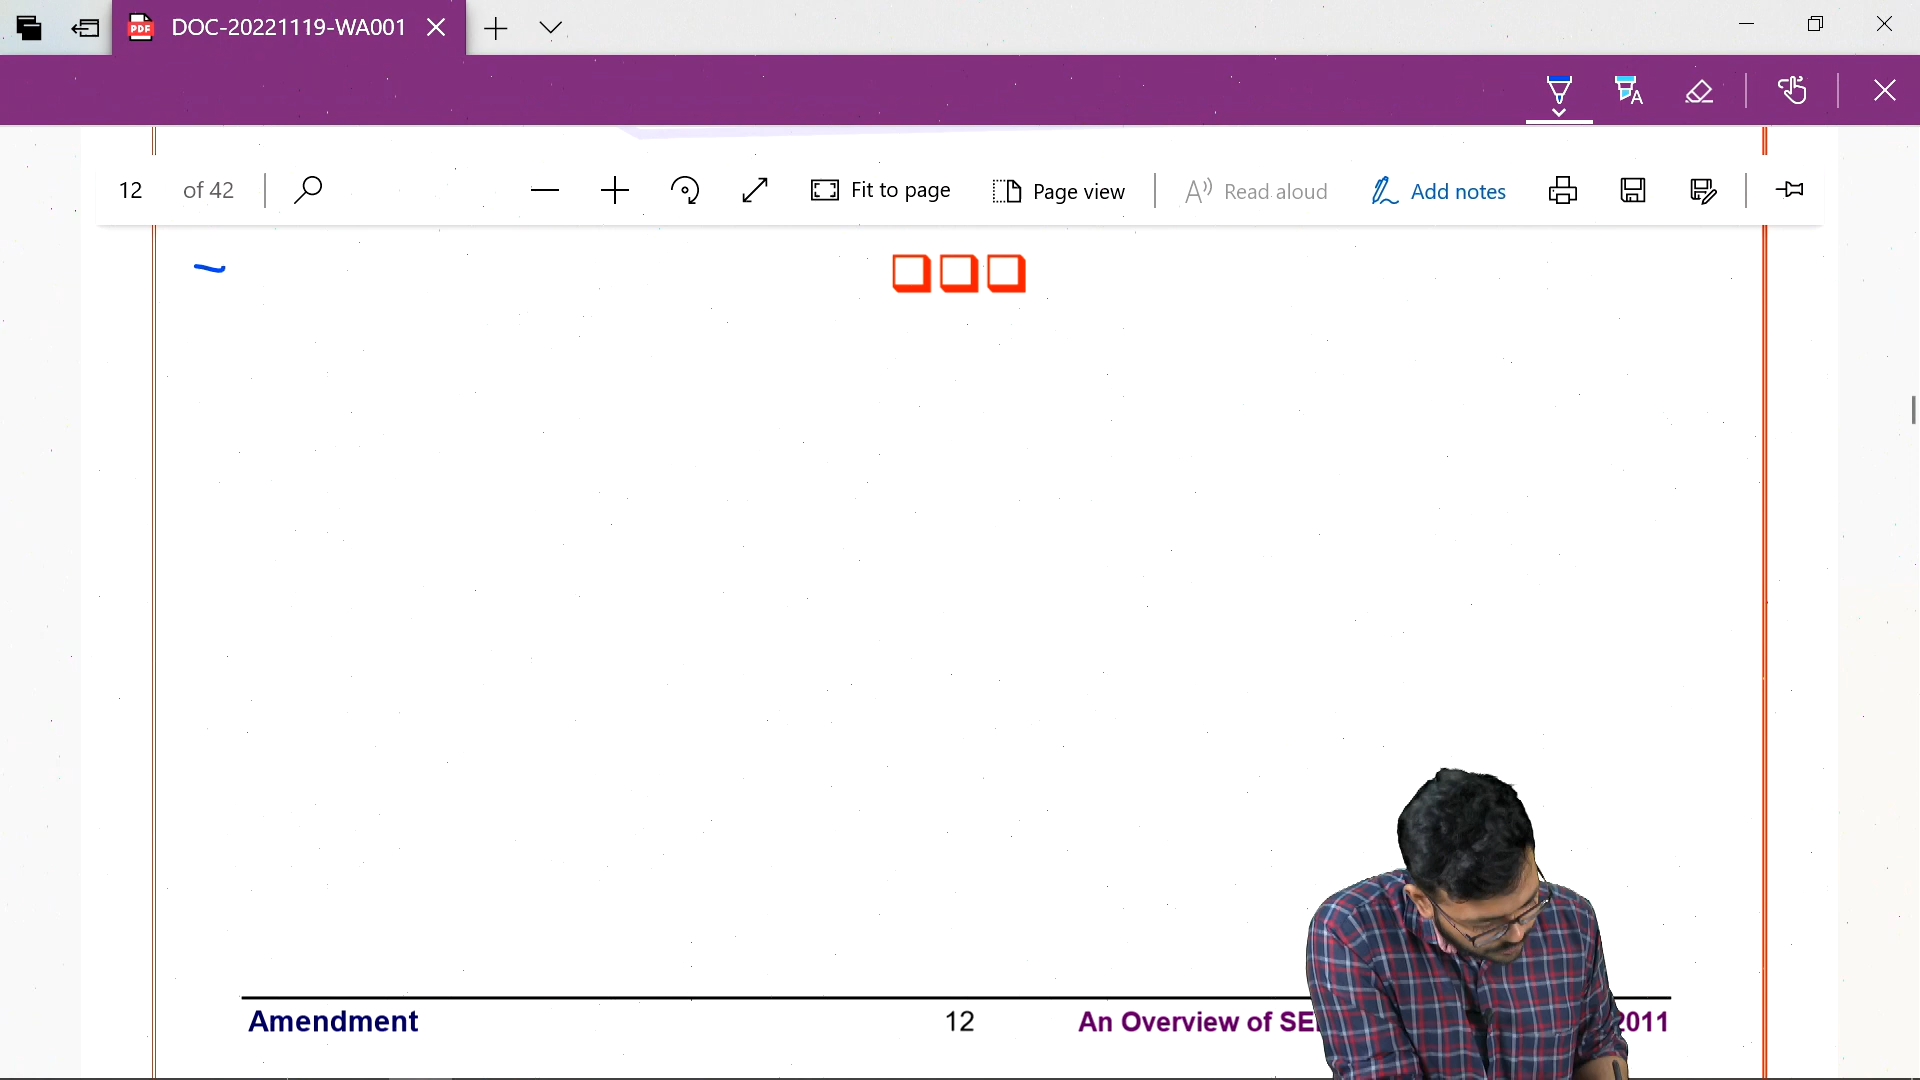 DOC-20221119-WA001
12 of 42 Fit to page Page view Read aloud Add notes
Amendment 12 An Overview of SE 2011